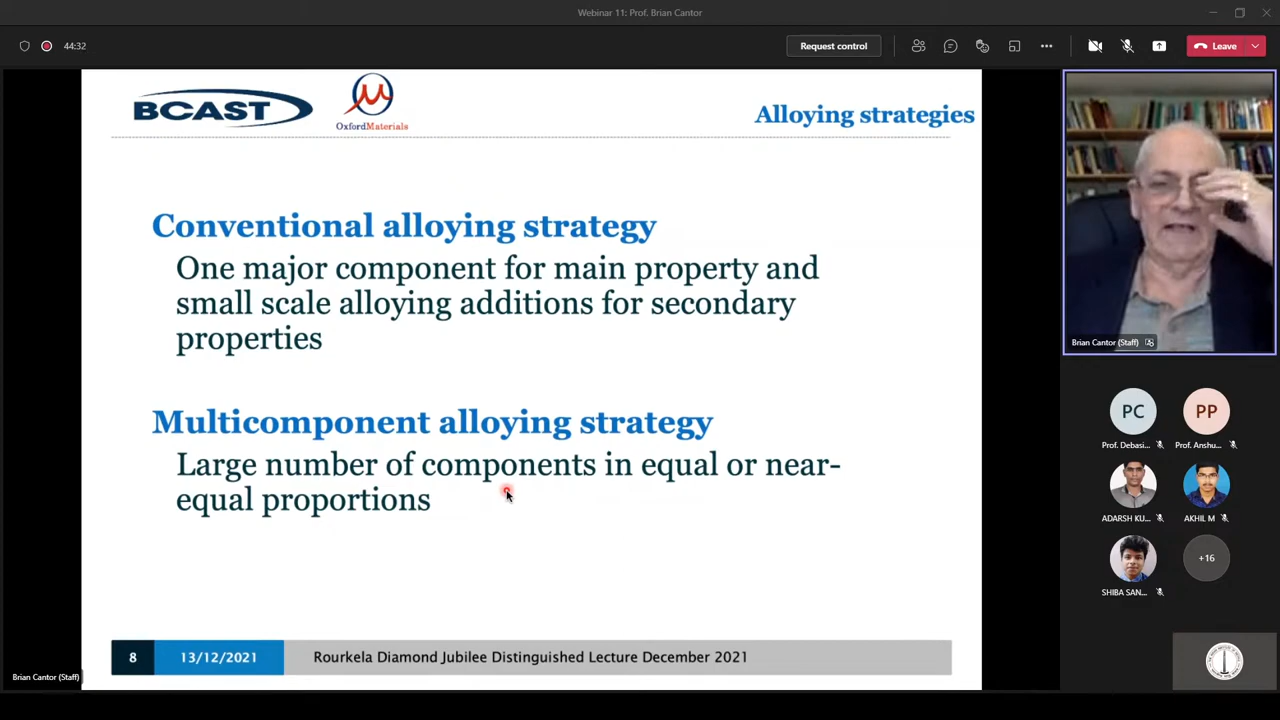 Webinar 11: Prof. Brian Cantor
44:32
Request control
Leave
BCAST
OxfordMaterials
Alloying strategies
Conventional alloying strategy
One major component for main property and
small scale alloying additions for secondary
properties
Multicomponent alloying strategy
Large number of components in equal or near-
equal proportions
8
13/12/2021
Rourkela Diamond Jubilee Distinguished Lecture December 2021
Brian Cantor (Staff)
Brian Cantor (Staff)
PC
PP
Prof. Debasi...
Prof. Anshu...
ADARSH KU...
AKHIL M
SHIBA SAN...
+16